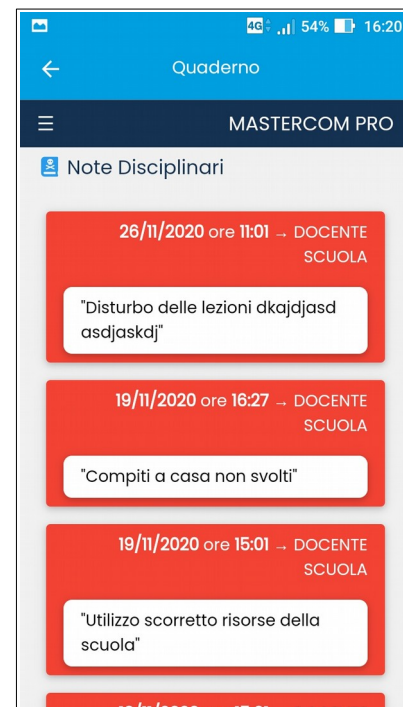 4G 54% 16:20
Quaderno
MASTERCOM PRO
Note Disciplinari
26/11/2020 ore 11:01 → DOCENTE
SCUOLA
"Disturbo delle lezioni dkajdjasd
asdjaskdj"
19/11/2020 ore 16:27 → DOCENTE
SCUOLA
"Compiti a casa non svolti"
19/11/2020 ore 15:01 → DOCENTE
SCUOLA
"Utilizzo scorretto risorse della
scuola"